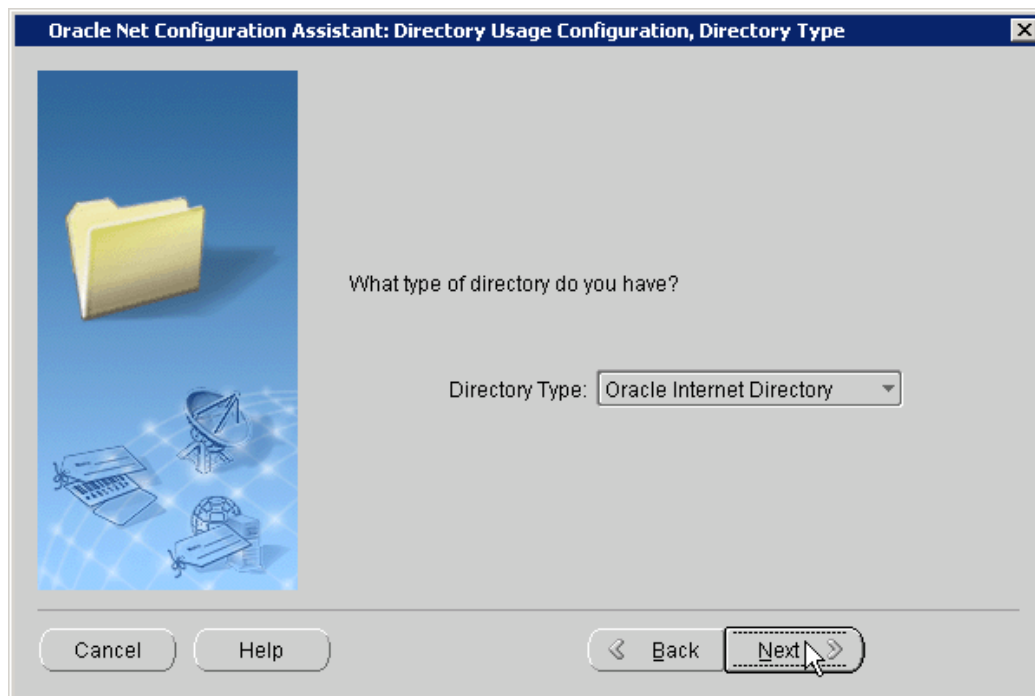 Oracle Net Configuration Assistant: Directory Usage Configuration, Directory Type
What type of directory do you have?
Directory Type: Oracle Internet Directory
Cancel Help Back Next